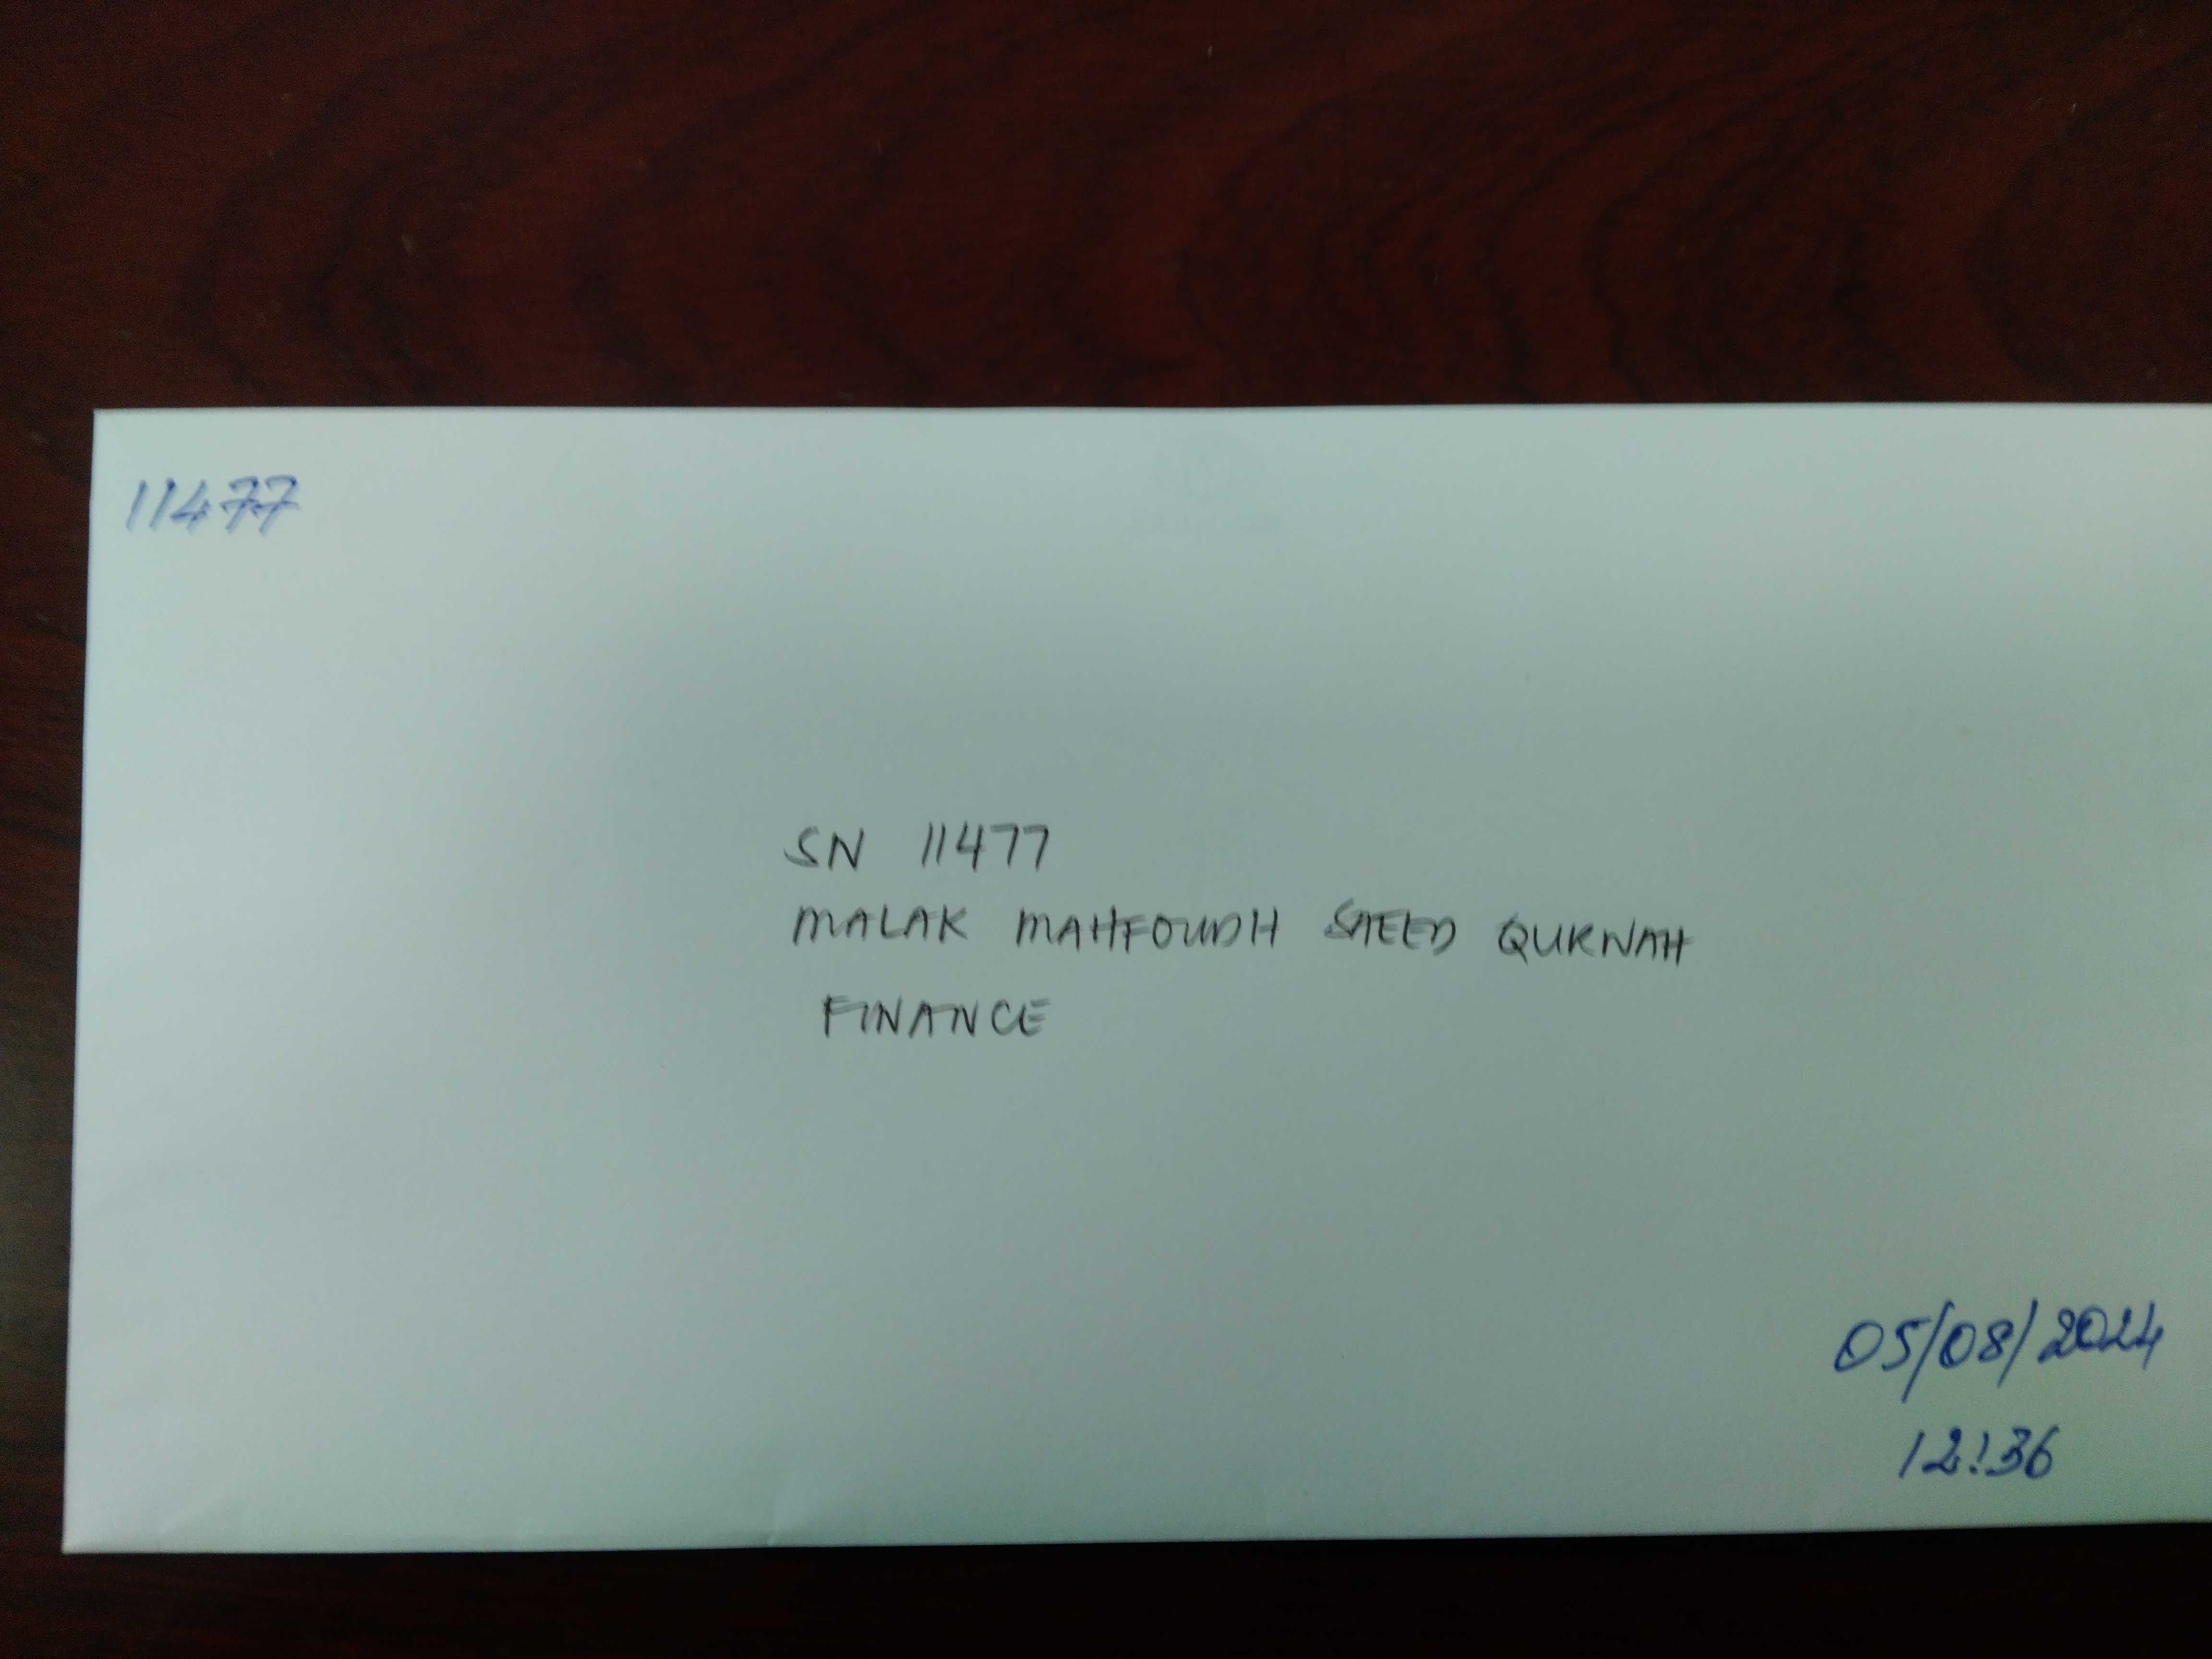 11477
SN 11477
MALAK MAHFOUDH SAEED QURNAH
FINANCE
05/08/2024
12:36